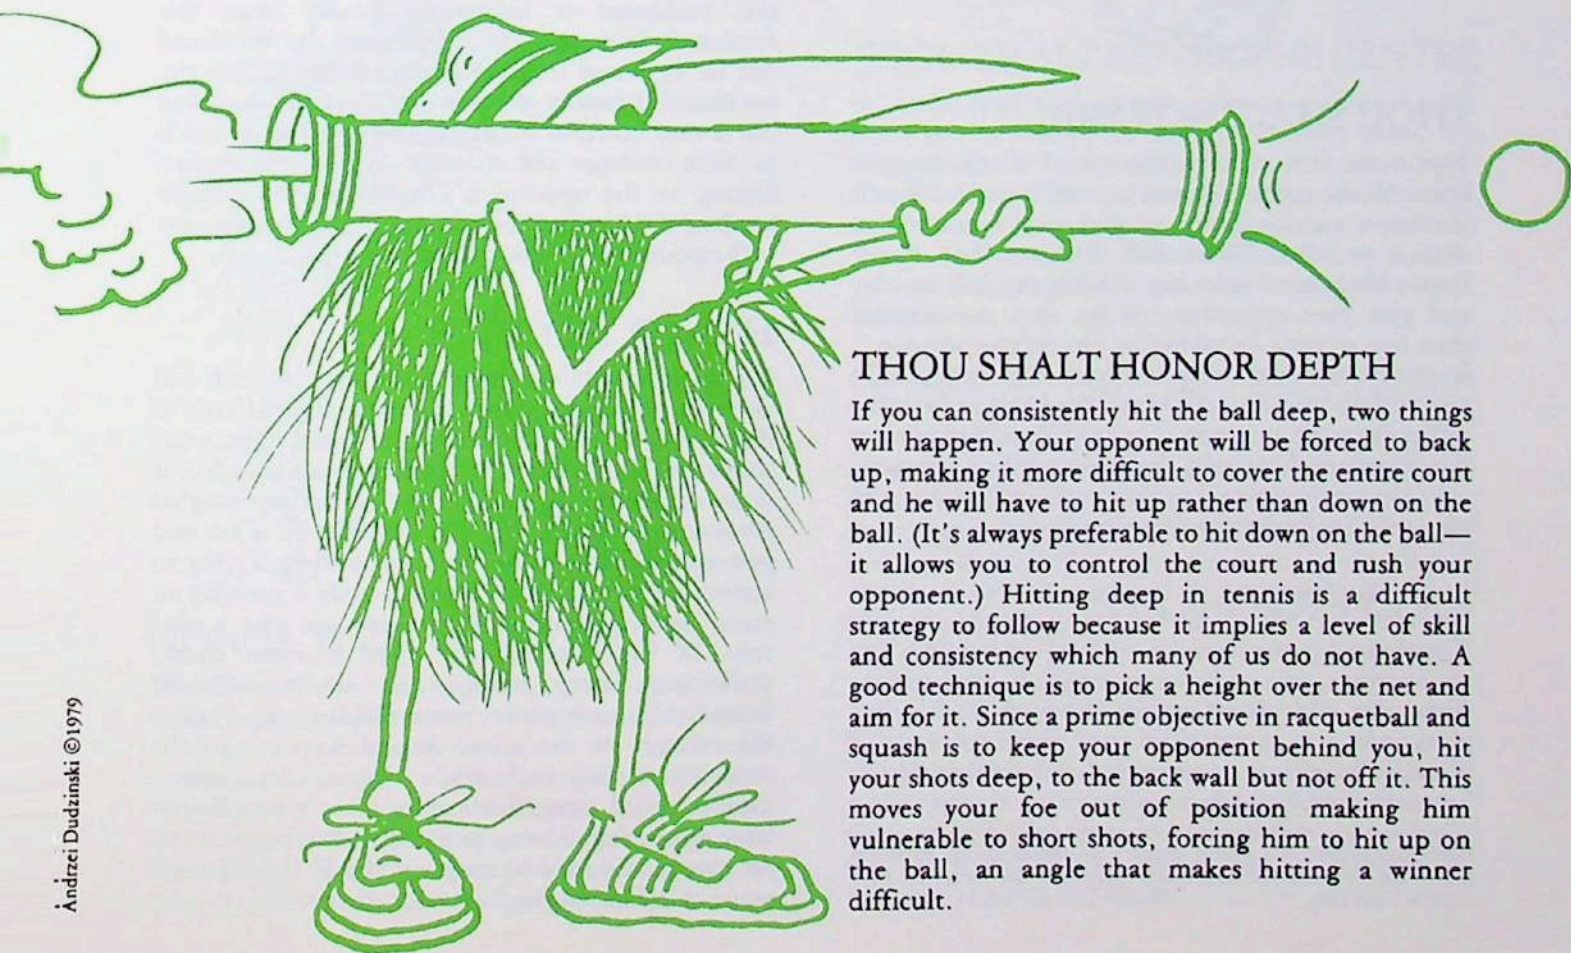 THOU SHALT HONOR DEPTH
If you can consistently hit the ball deep, two things
will happen. Your opponent will be forced to back
up, making it more difficult to cover the entire court
and he will have to hit up rather than down on the
ball. (It's always preferable to hit down on the ball—
it allows you to control the court and rush your
opponent.) Hitting deep in tennis is a difficult
strategy to follow because it implies a level of skill
and consistency which many of us do not have. A
good technique is to pick a height over the net and
aim for it. Since a prime objective in racquetball and
squash is to keep your opponent behind you, hit
your shots deep, to the back wall but not off it. This
moves your foe out of position making him
vulnerable to short shots, forcing him to hit up on
the ball, an angle that makes hitting a winner
difficult.
Andrzei Dudzinski ©1979